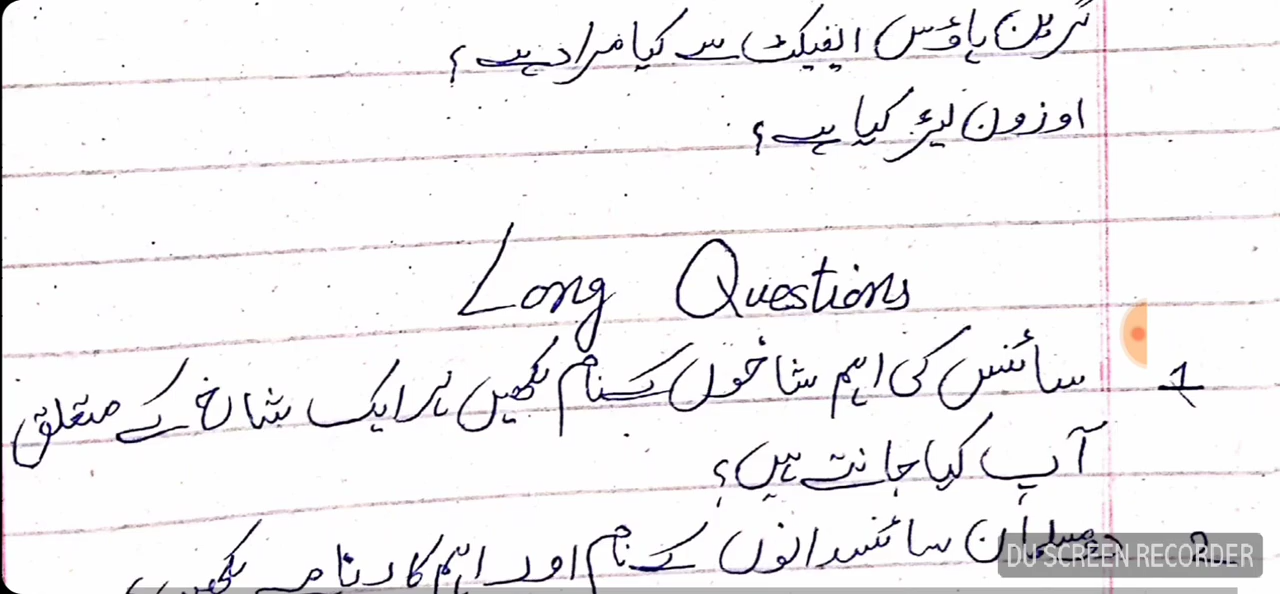 گرین ہاؤس ایفیکٹ سے کیا مراد ہے؟
اوزون لیئر کیا ہے؟
Long Questions
1 سائنس کی اہم شاخوں کے نام لکھیں ہر ایک شاخ کے متعلق
آپ کیا جانتے ہیں؟
2 مسلمان سائنسدانوں کے نام اور اہم کارنامے لکھیں
DU SCREEN RECORDER